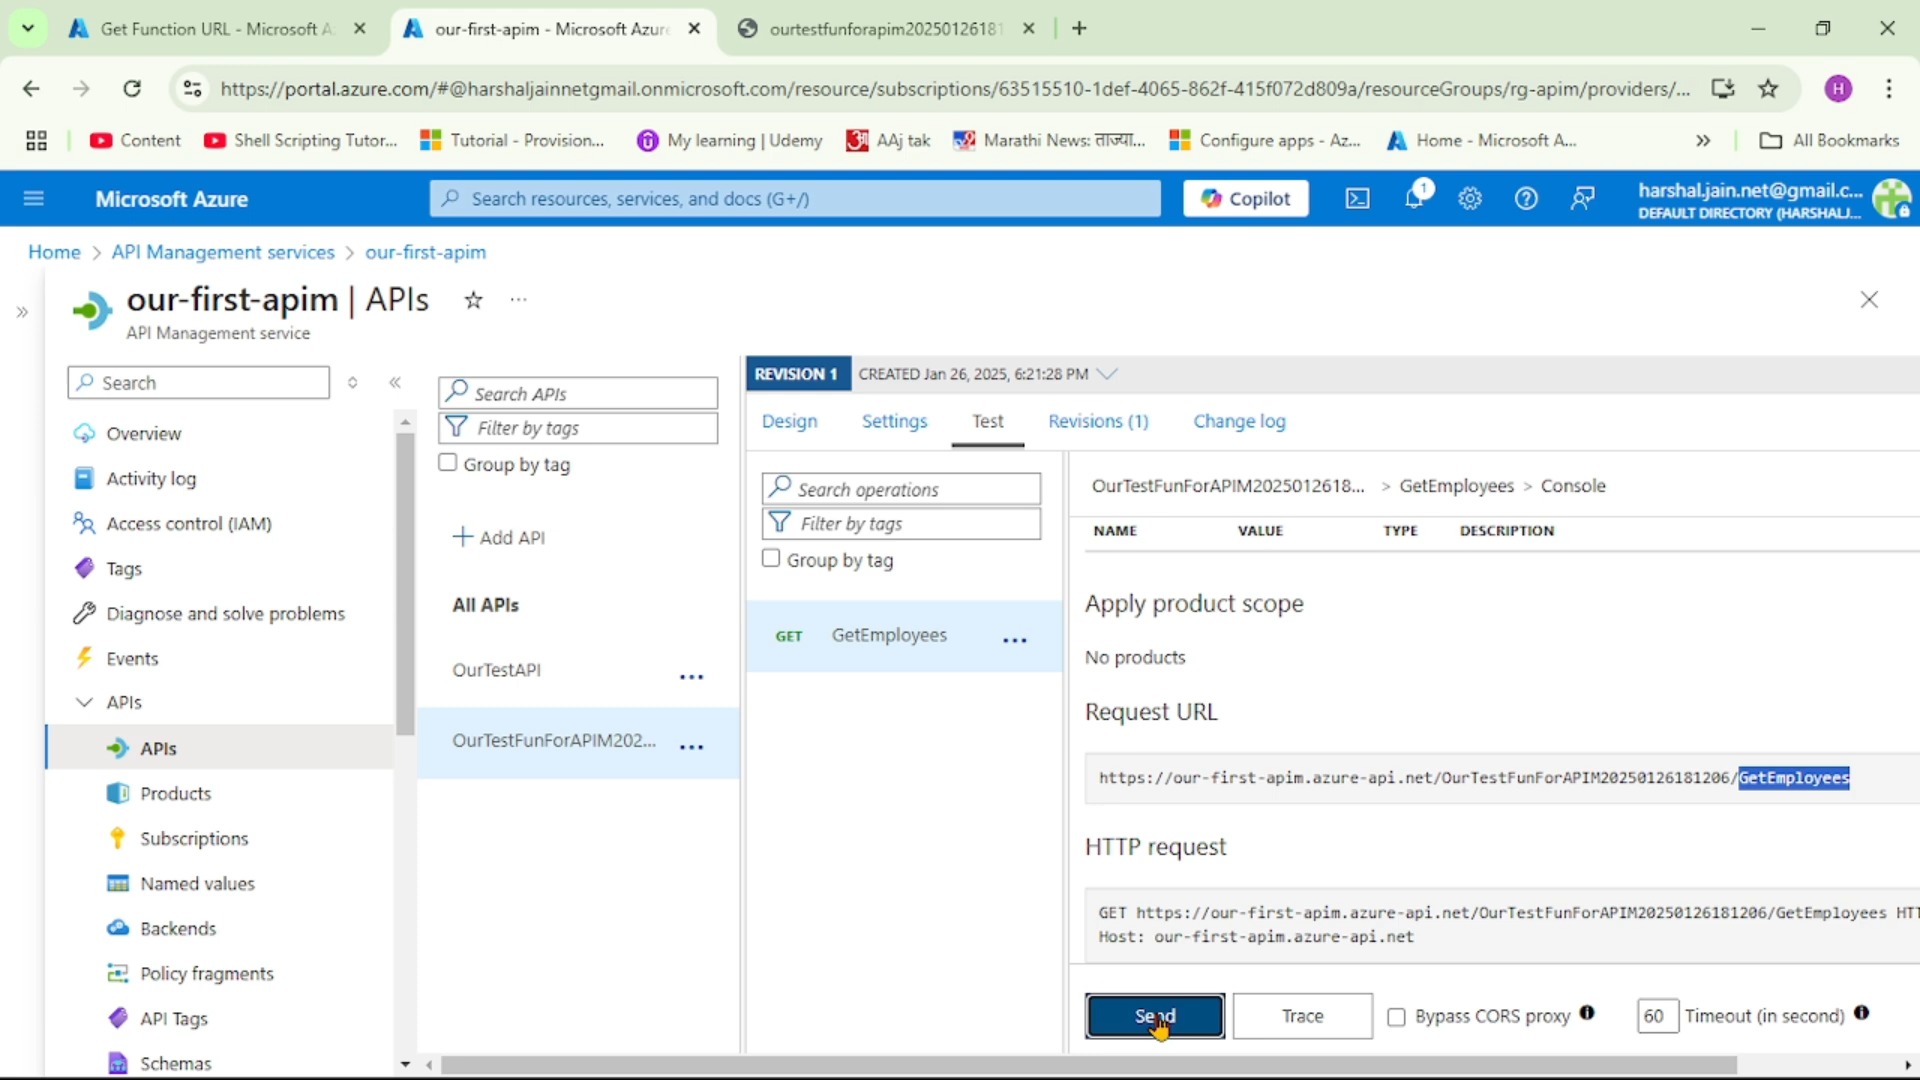 Get Function URL - Microsoft A
our-first-apim - Microsoft Azure
ourtestfunforapim2025012618
https://portal.azure.com/#@harshaljainnetgmail.onmicrosoft.com/resource/subscriptions/63515510-1def-4065-862f-415f072d809a/resourceGroups/rg-apim/providers/...
H
Content
Shell Scripting Tutor...
Tutorial - Provision...
My learning | Udemy
AAj tak
Marathi News: ताज्या...
Configure apps - Az...
Home - Microsoft A...
» All Bookmarks
Microsoft Azure
Search resources, services, and docs (G+/)
Copilot
1
harshal.jain.net@gmail.c...
DEFAULT DIRECTORY (HARSHALJ...
Home > API Management services > our-first-apim
our-first-apim | APIs
API Management service
Search
Overview
Activity log
Access control (IAM)
Tags
Diagnose and solve problems
Events
APIs
APIs
Products
Subscriptions
Named values
Backends
Policy fragments
API Tags
Schemas
Search APIs
Filter by tags
Group by tag
Add API
All APIs
OurTestAPI
OurTestFunForAPIM202...
REVISION 1 CREATED Jan 26, 2025, 6:21:28 PM
Design Settings Test Revisions (1) Change log
Search operations
Filter by tags
Group by tag
GET GetEmployees
OurTestFunForAPIM2025012618... > GetEmployees > Console
NAME VALUE TYPE DESCRIPTION
Apply product scope
No products
Request URL
https://our-first-apim.azure-api.net/OurTestFunForAPIM20250126181206/GetEmployees
HTTP request
GET https://our-first-apim.azure-api.net/OurTestFunForAPIM20250126181206/GetEmployees HTT
Host: our-first-apim.azure-api.net
Send Trace Bypass CORS proxy 60 Timeout (in second)